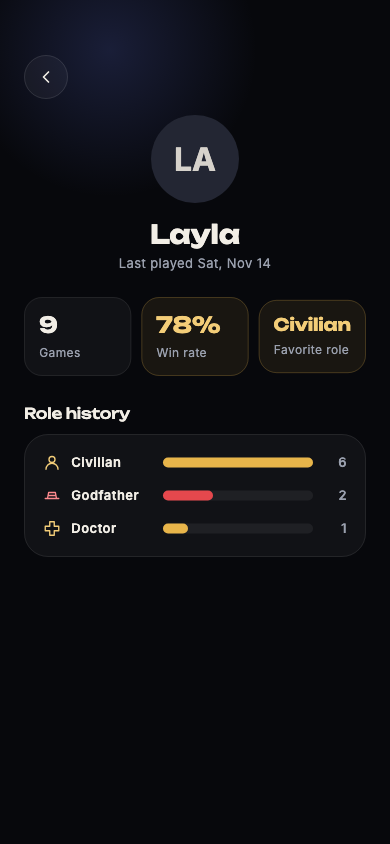 LA
Layla
Last played Sat, Nov 14
9
Games
78%
Win rate
Civilian
Favorite role
Role history
Civilian 6
Godfather 2
Doctor 1